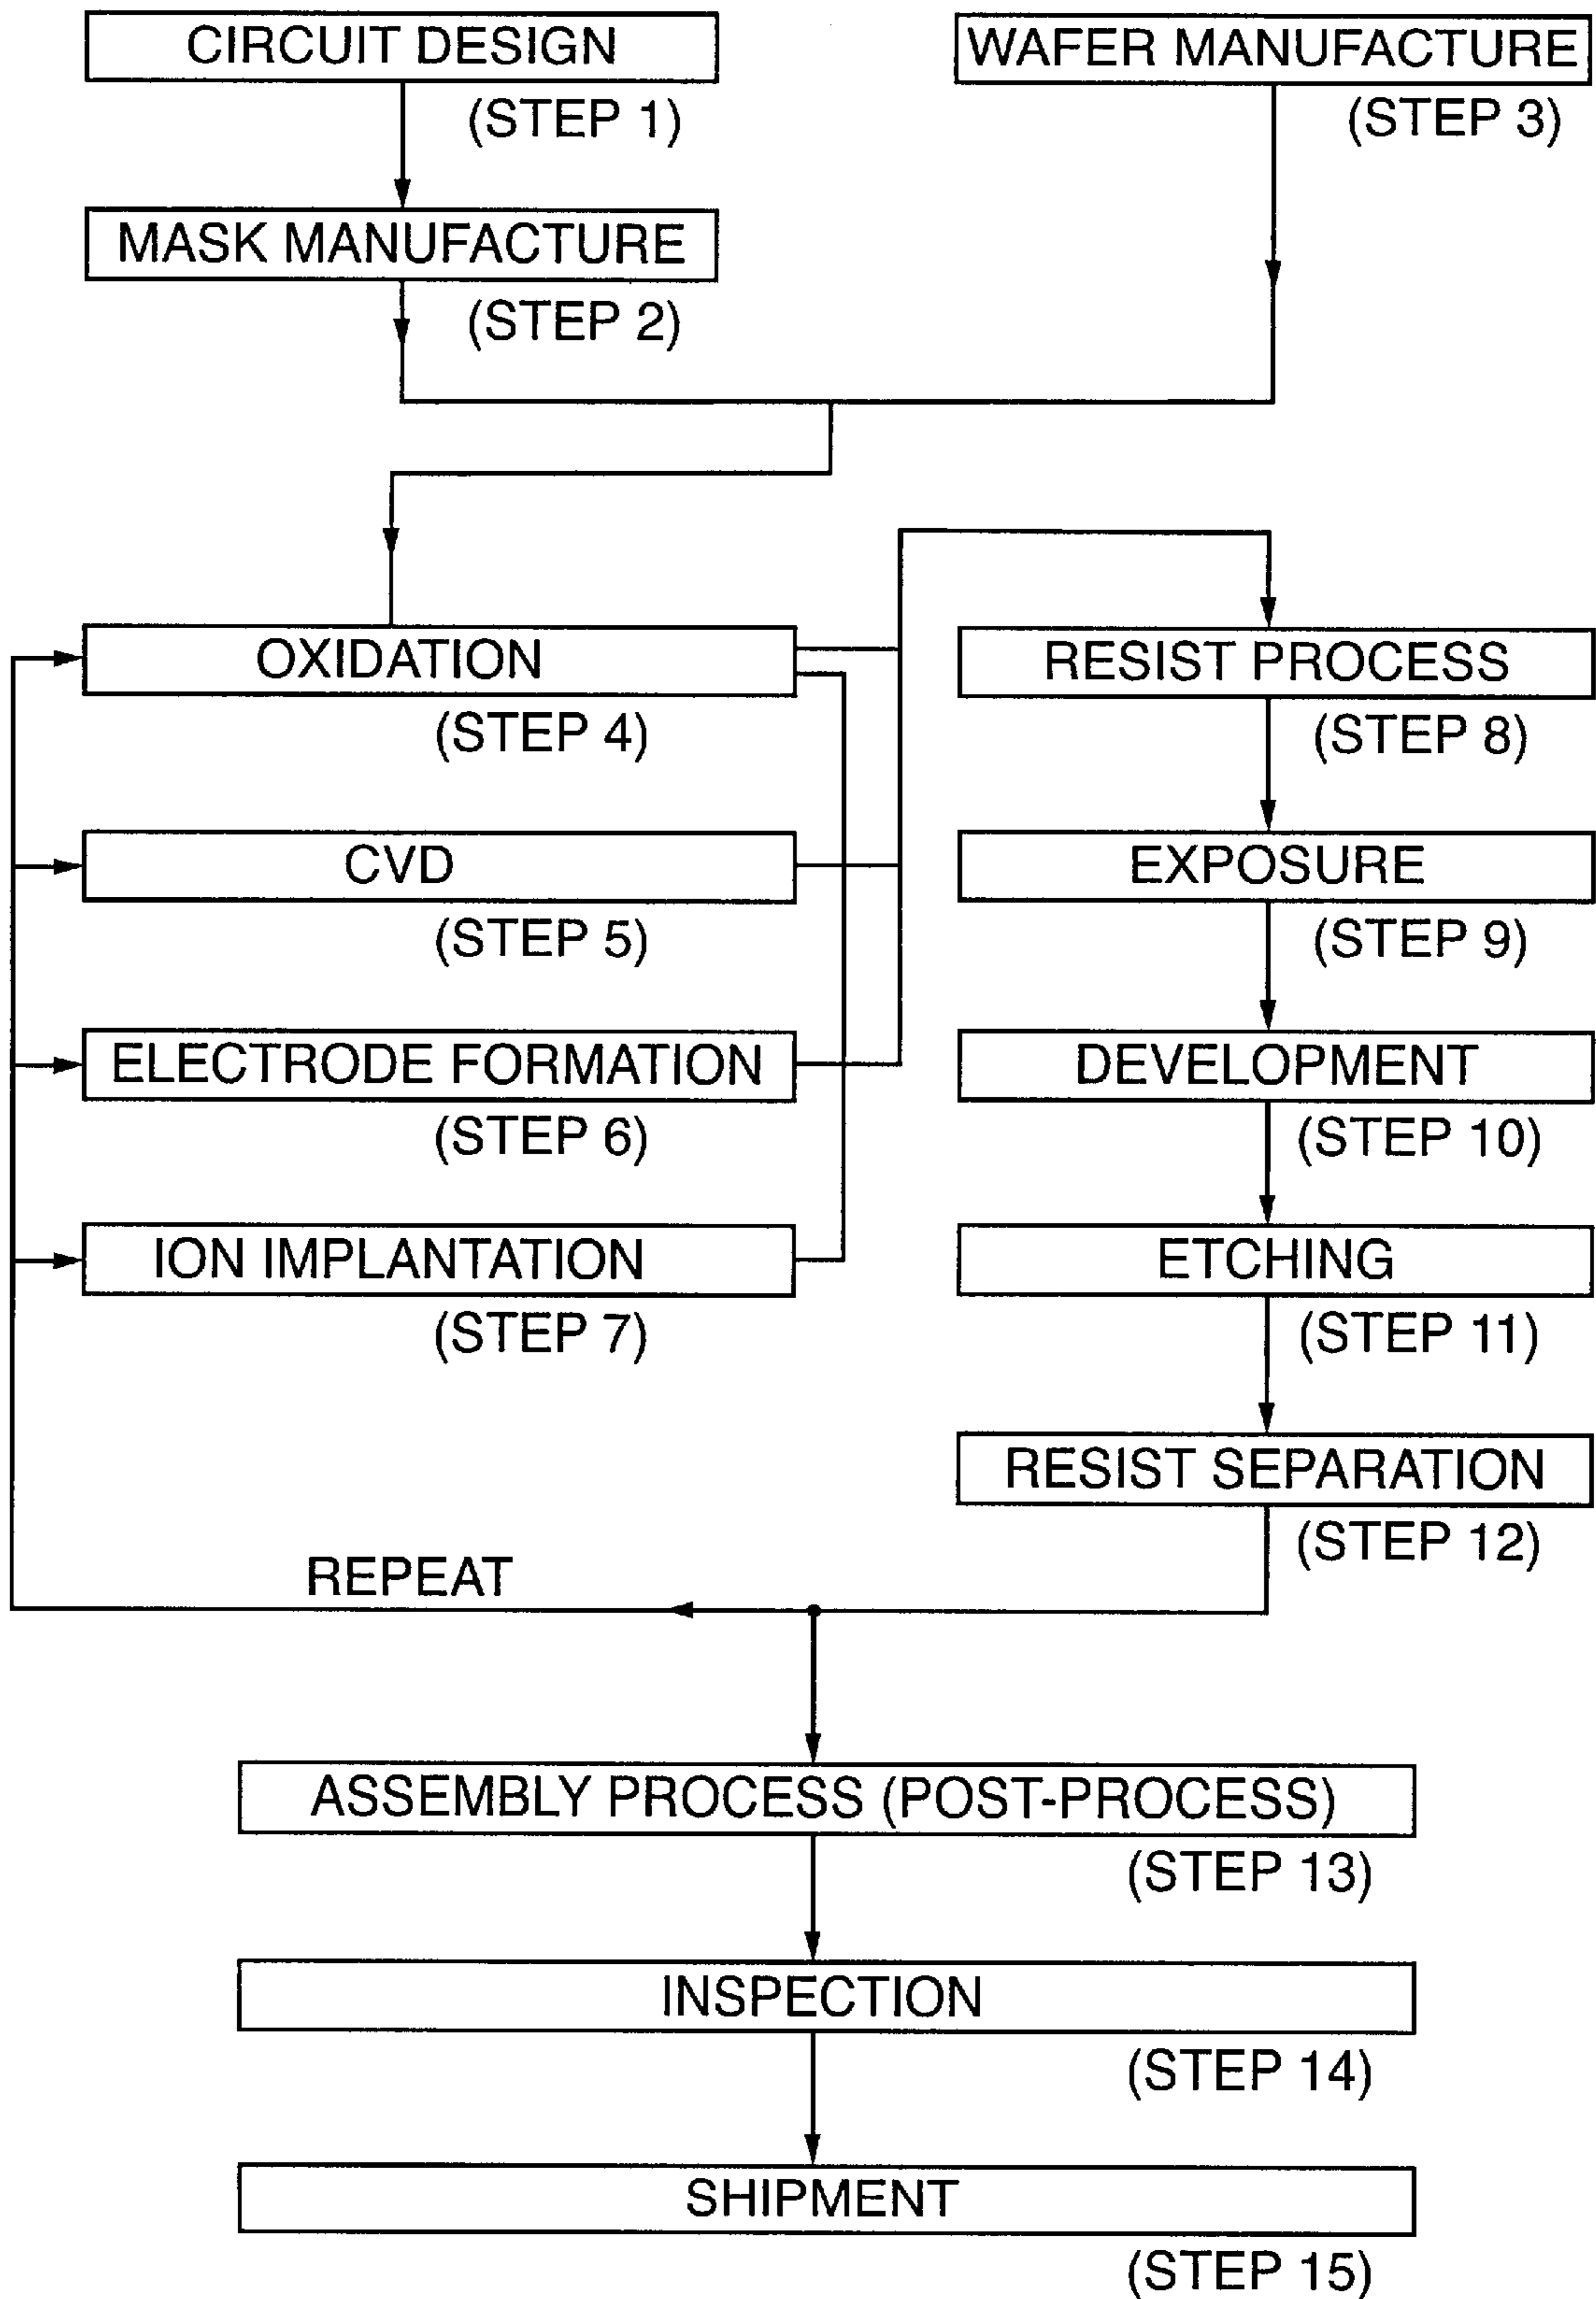 CIRCUIT DESIGN
(STEP 1)
WAFER MANUFACTURE
(STEP 3)
MASK MANUFACTURE
(STEP 2)
OXIDATION
(STEP 4)
CVD
(STEP 5)
ELECTRODE FORMATION
(STEP 6)
ION IMPLANTATION
(STEP 7)
RESIST PROCESS
(STEP 8)
EXPOSURE
(STEP 9)
DEVELOPMENT
(STEP 10)
ETCHING
(STEP 11)
RESIST SEPARATION
(STEP 12)
REPEAT
ASSEMBLY PROCESS (POST-PROCESS)
(STEP 13)
INSPECTION
(STEP 14)
SHIPMENT
(STEP 15)